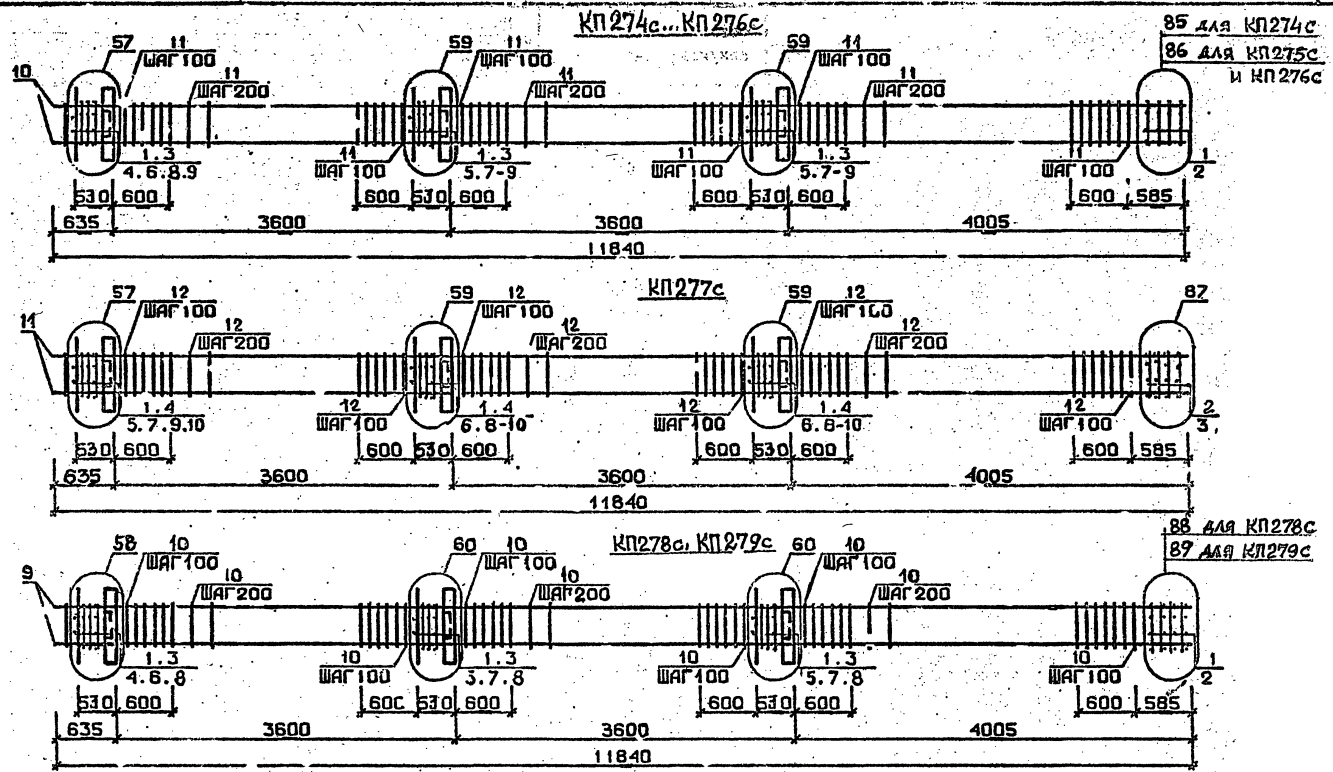 КП274с...КП276с
85 для КП274с
86 для КП275с
и КП276с
57 11 59 11 59 11
ШАГ100 ШАГ100 ШАГ100
10 11 11 11
ШАГ200 ШАГ200 ШАГ200
1.3 11 1.3 11 1.3 11 1
4.6.8.9 ШАГ100 5.7-9 ШАГ100 5.7-9 ШАГ100 2
530 600 600 530 600 600 530 600 600 585
635 3600 3600 4005
11840
КП277с
57 12 59 12 59 12 87
ШАГ100 ШАГ100 ШАГ100
11 12 12 12
ШАГ200 ШАГ200 ШАГ200
1.4 12 1.4 12 1.4 12 2
5.7.9.10 ШАГ100 6.8-10 ШАГ100 6.8-10 ШАГ100 3
530 600 600 530 600 600 530 600 600 585
635 3600 3600 4005
11840
КП278с, КП279с
88 для КП278с
89 для КП279с
58 10 60 10 60 10
ШАГ100 ШАГ100 ШАГ100
9 10 10 10
ШАГ200 ШАГ200 ШАГ200
1.3 10 1.3 10 1.3 10 1
4.6.8 ШАГ100 5.7.8 ШАГ100 5.7.8 ШАГ100 2
530 600 600 530 600 600 530 600 600 585
635 3600 3600 4005
11840